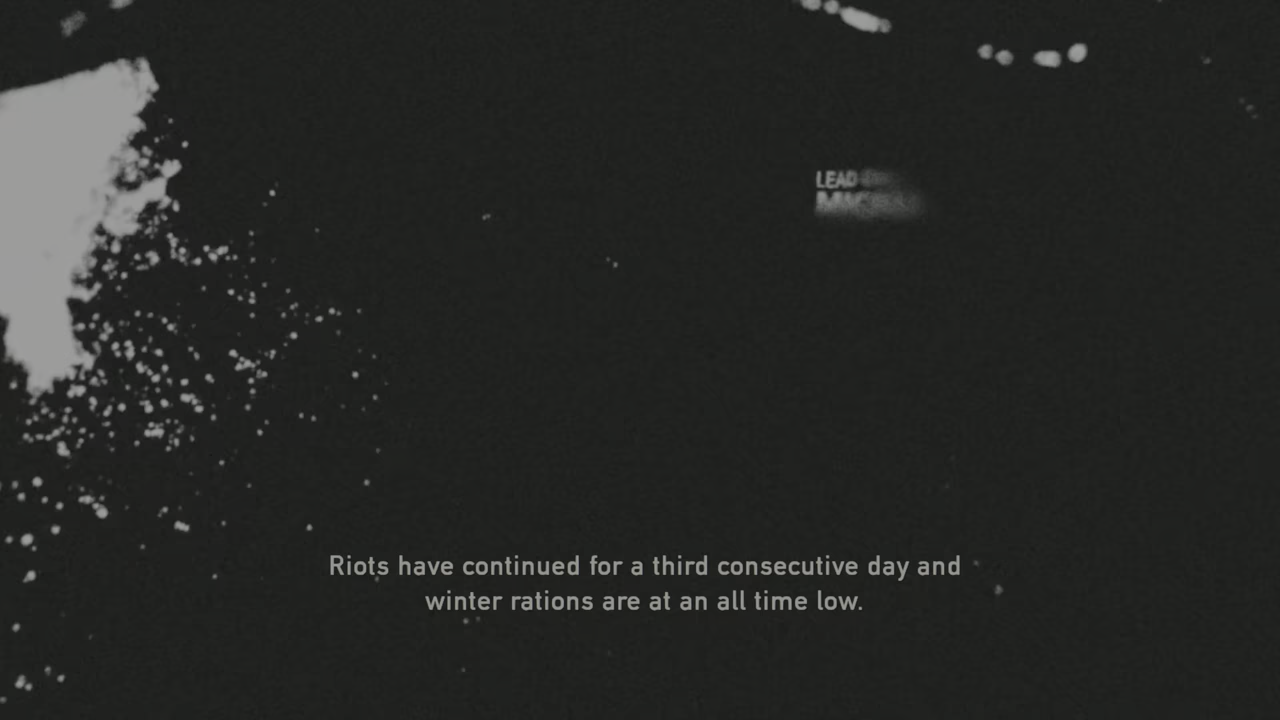 LEAD
Riots have continued for a third consecutive day and
winter rations are at an all time low.